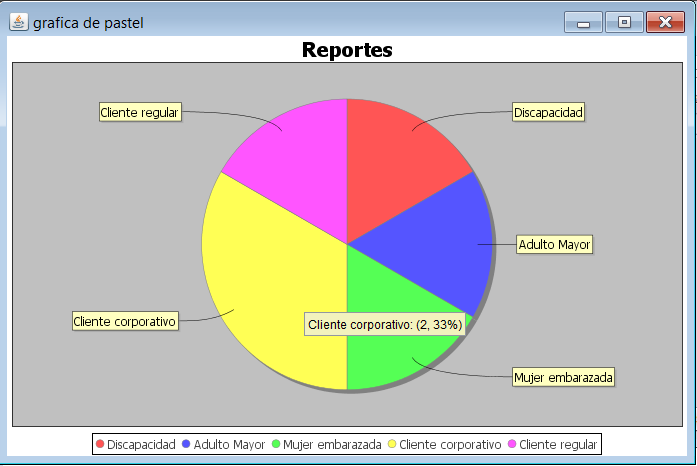 grafica de pastel
Reportes
Cliente regular
Discapacidad
Adulto Mayor
Cliente corporativo
Cliente corporativo: (2, 33%)
Mujer embarazada
Discapacidad Adulto Mayor Mujer embarazada Cliente corporativo Cliente regular